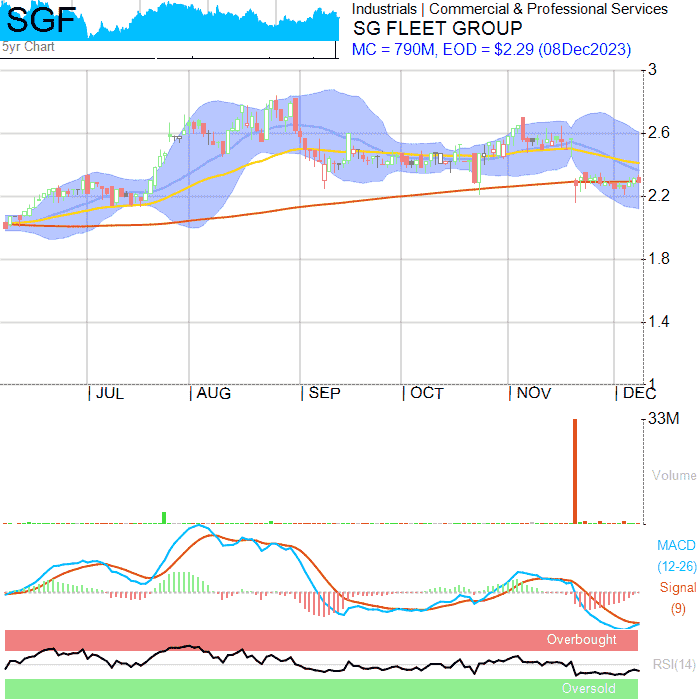 SGF
5yr Chart
Industrials | Commercial & Professional Services
SG FLEET GROUP
MC = 790M, EOD = $2.29 (08Dec2023)
3
2.6
2.2
1.8
1.4
1
JUL AUG SEP OCT NOV DEC
33M
Volume
MACD
(12-26)
Signal
(9)
Overbought
RSI(14)
Oversold